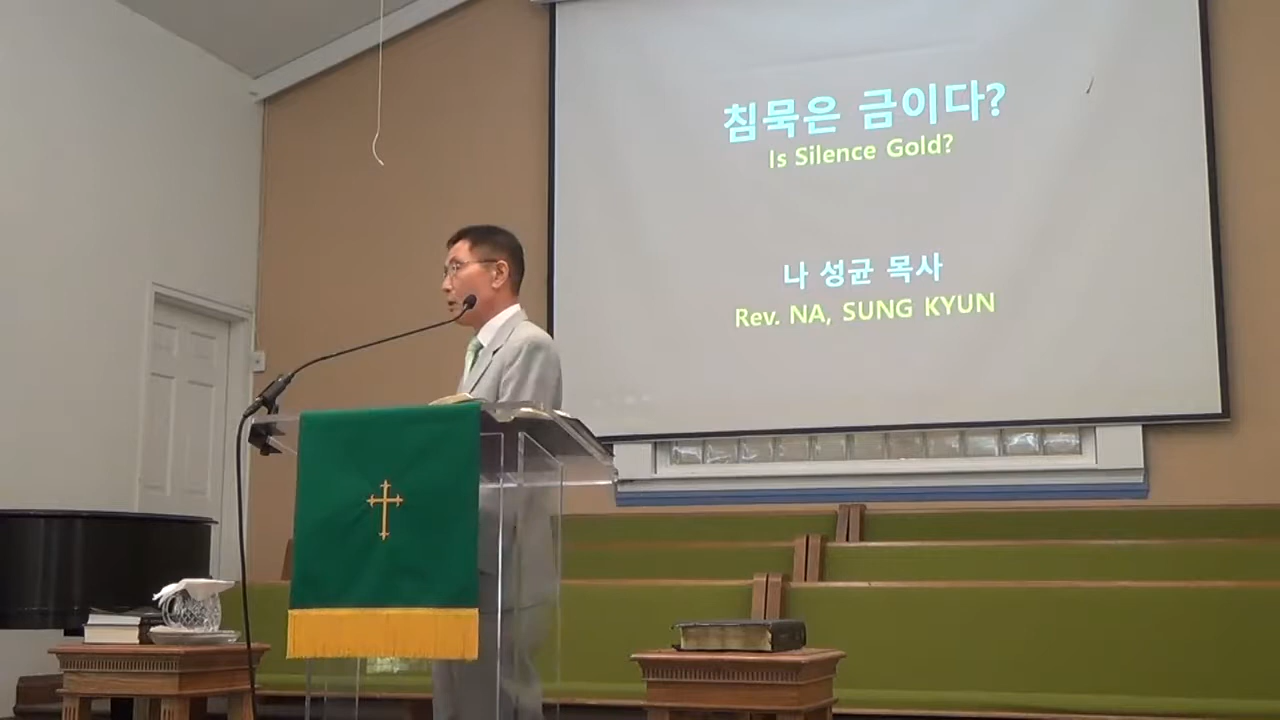 침묵은 금이다?
Is Silence Gold?
나 성균 목사
Rev. NA, SUNG KYUN